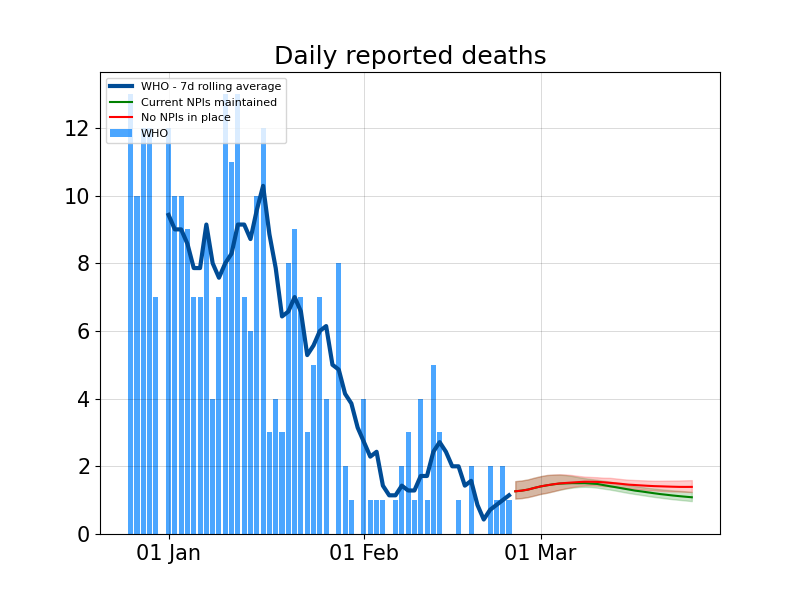 Daily reported deaths
WHO - 7d rolling average
Current NPIs maintained
No NPIs in place
WHO
12
10
8
6
4
2
0
01 Jan
01 Feb
01 Mar